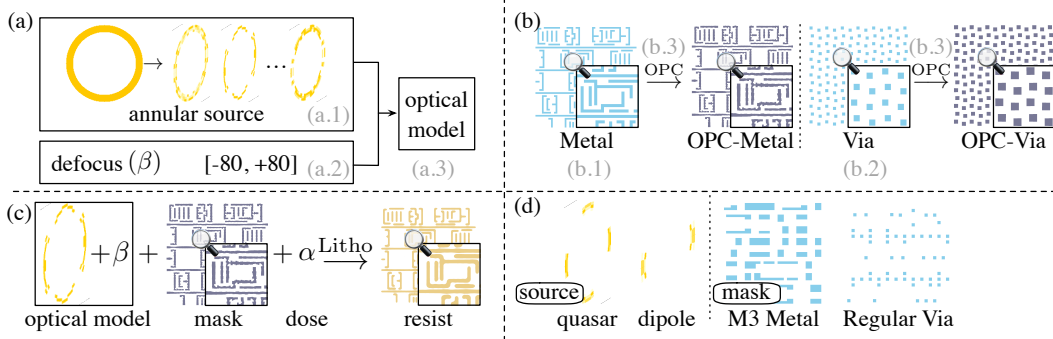 (a)
annular source
(a.1)
defocus (β) [-80, +80]
(a.2)
optical
model
(a.3)
(b)
(b.3)
OPC
(b.3)
OPC
Metal
OPC-Metal
Via
OPC-Via
(b.1)
(b.2)
(c)
+ β + + α Litho →
optical model mask dose resist
(d)
source
mask
quasar dipole M3 Metal Regular Via